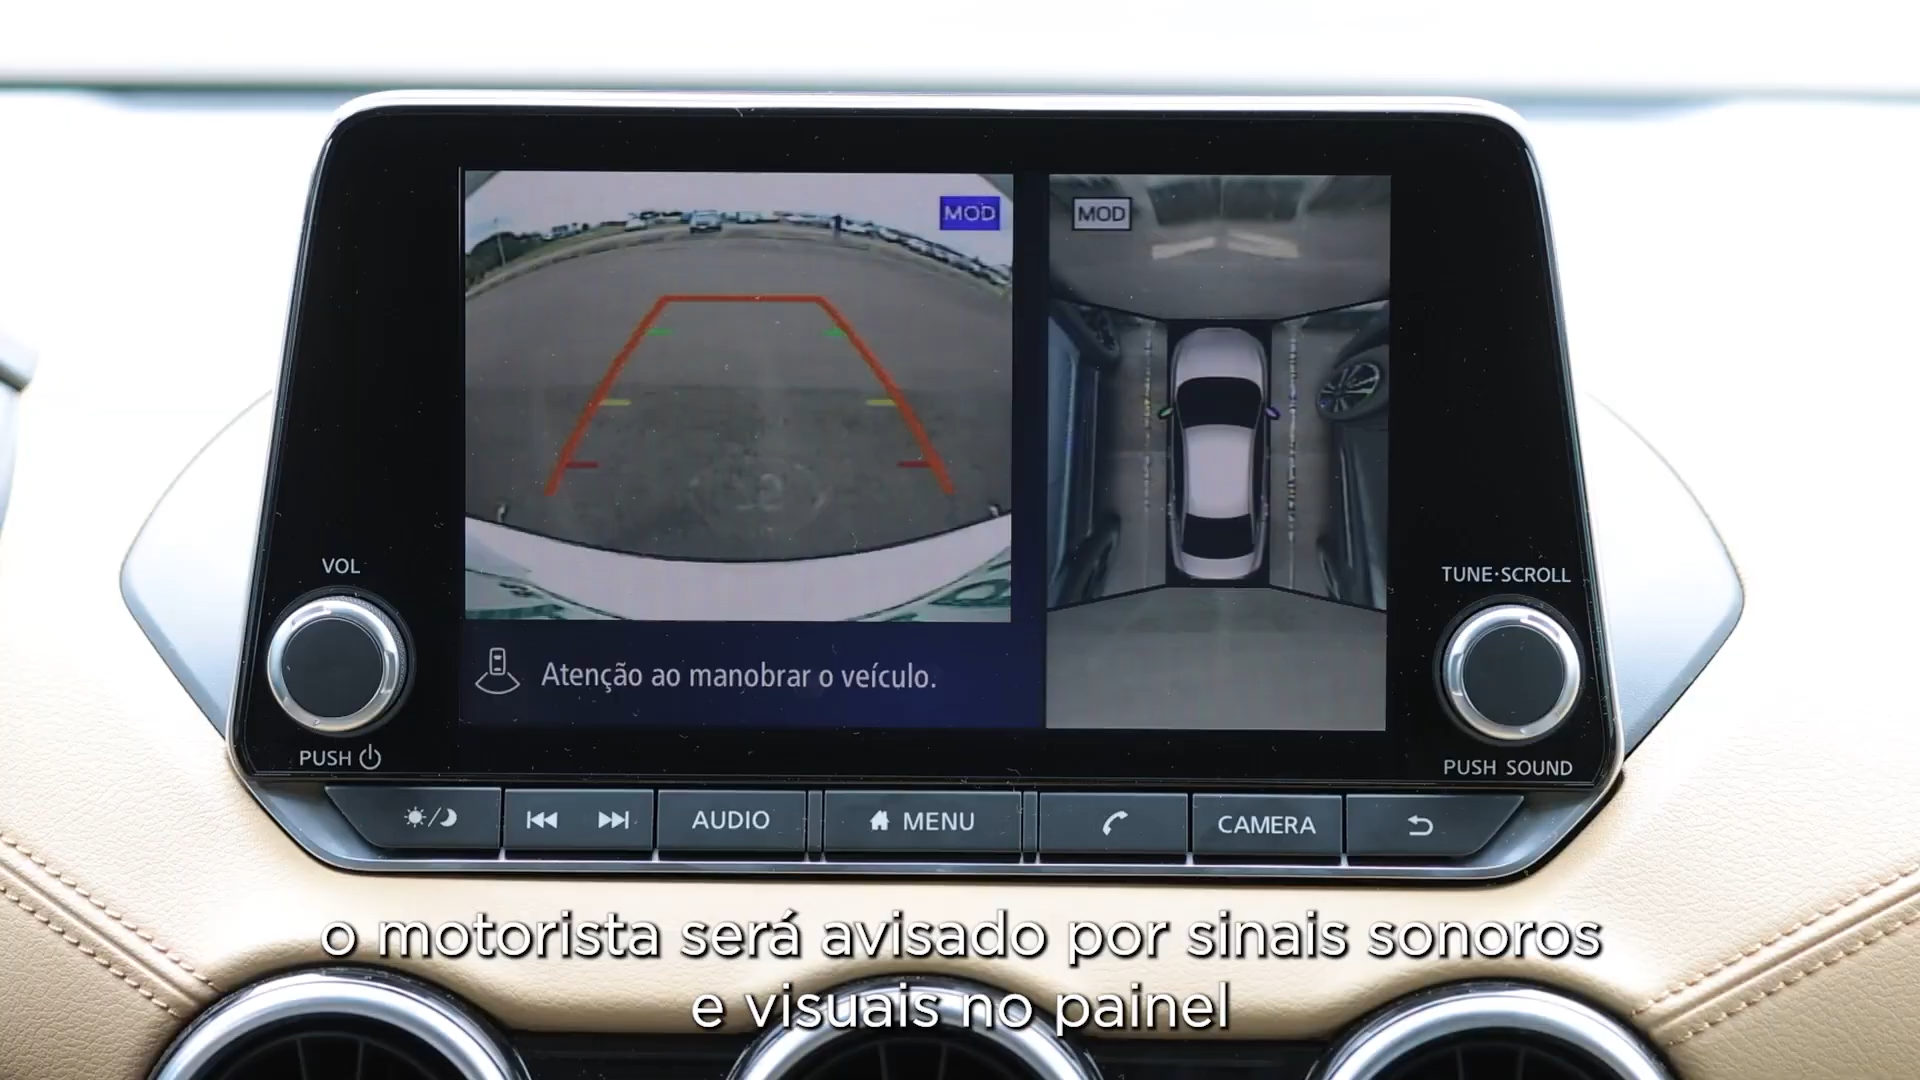 MOD
MOD
Atenção ao manobrar o veículo.
VOL
PUSH
TUNE·SCROLL
PUSH SOUND
AUDIO
MENU
CAMERA
o motorista será avisado por sinais sonoros
e visuais no painel